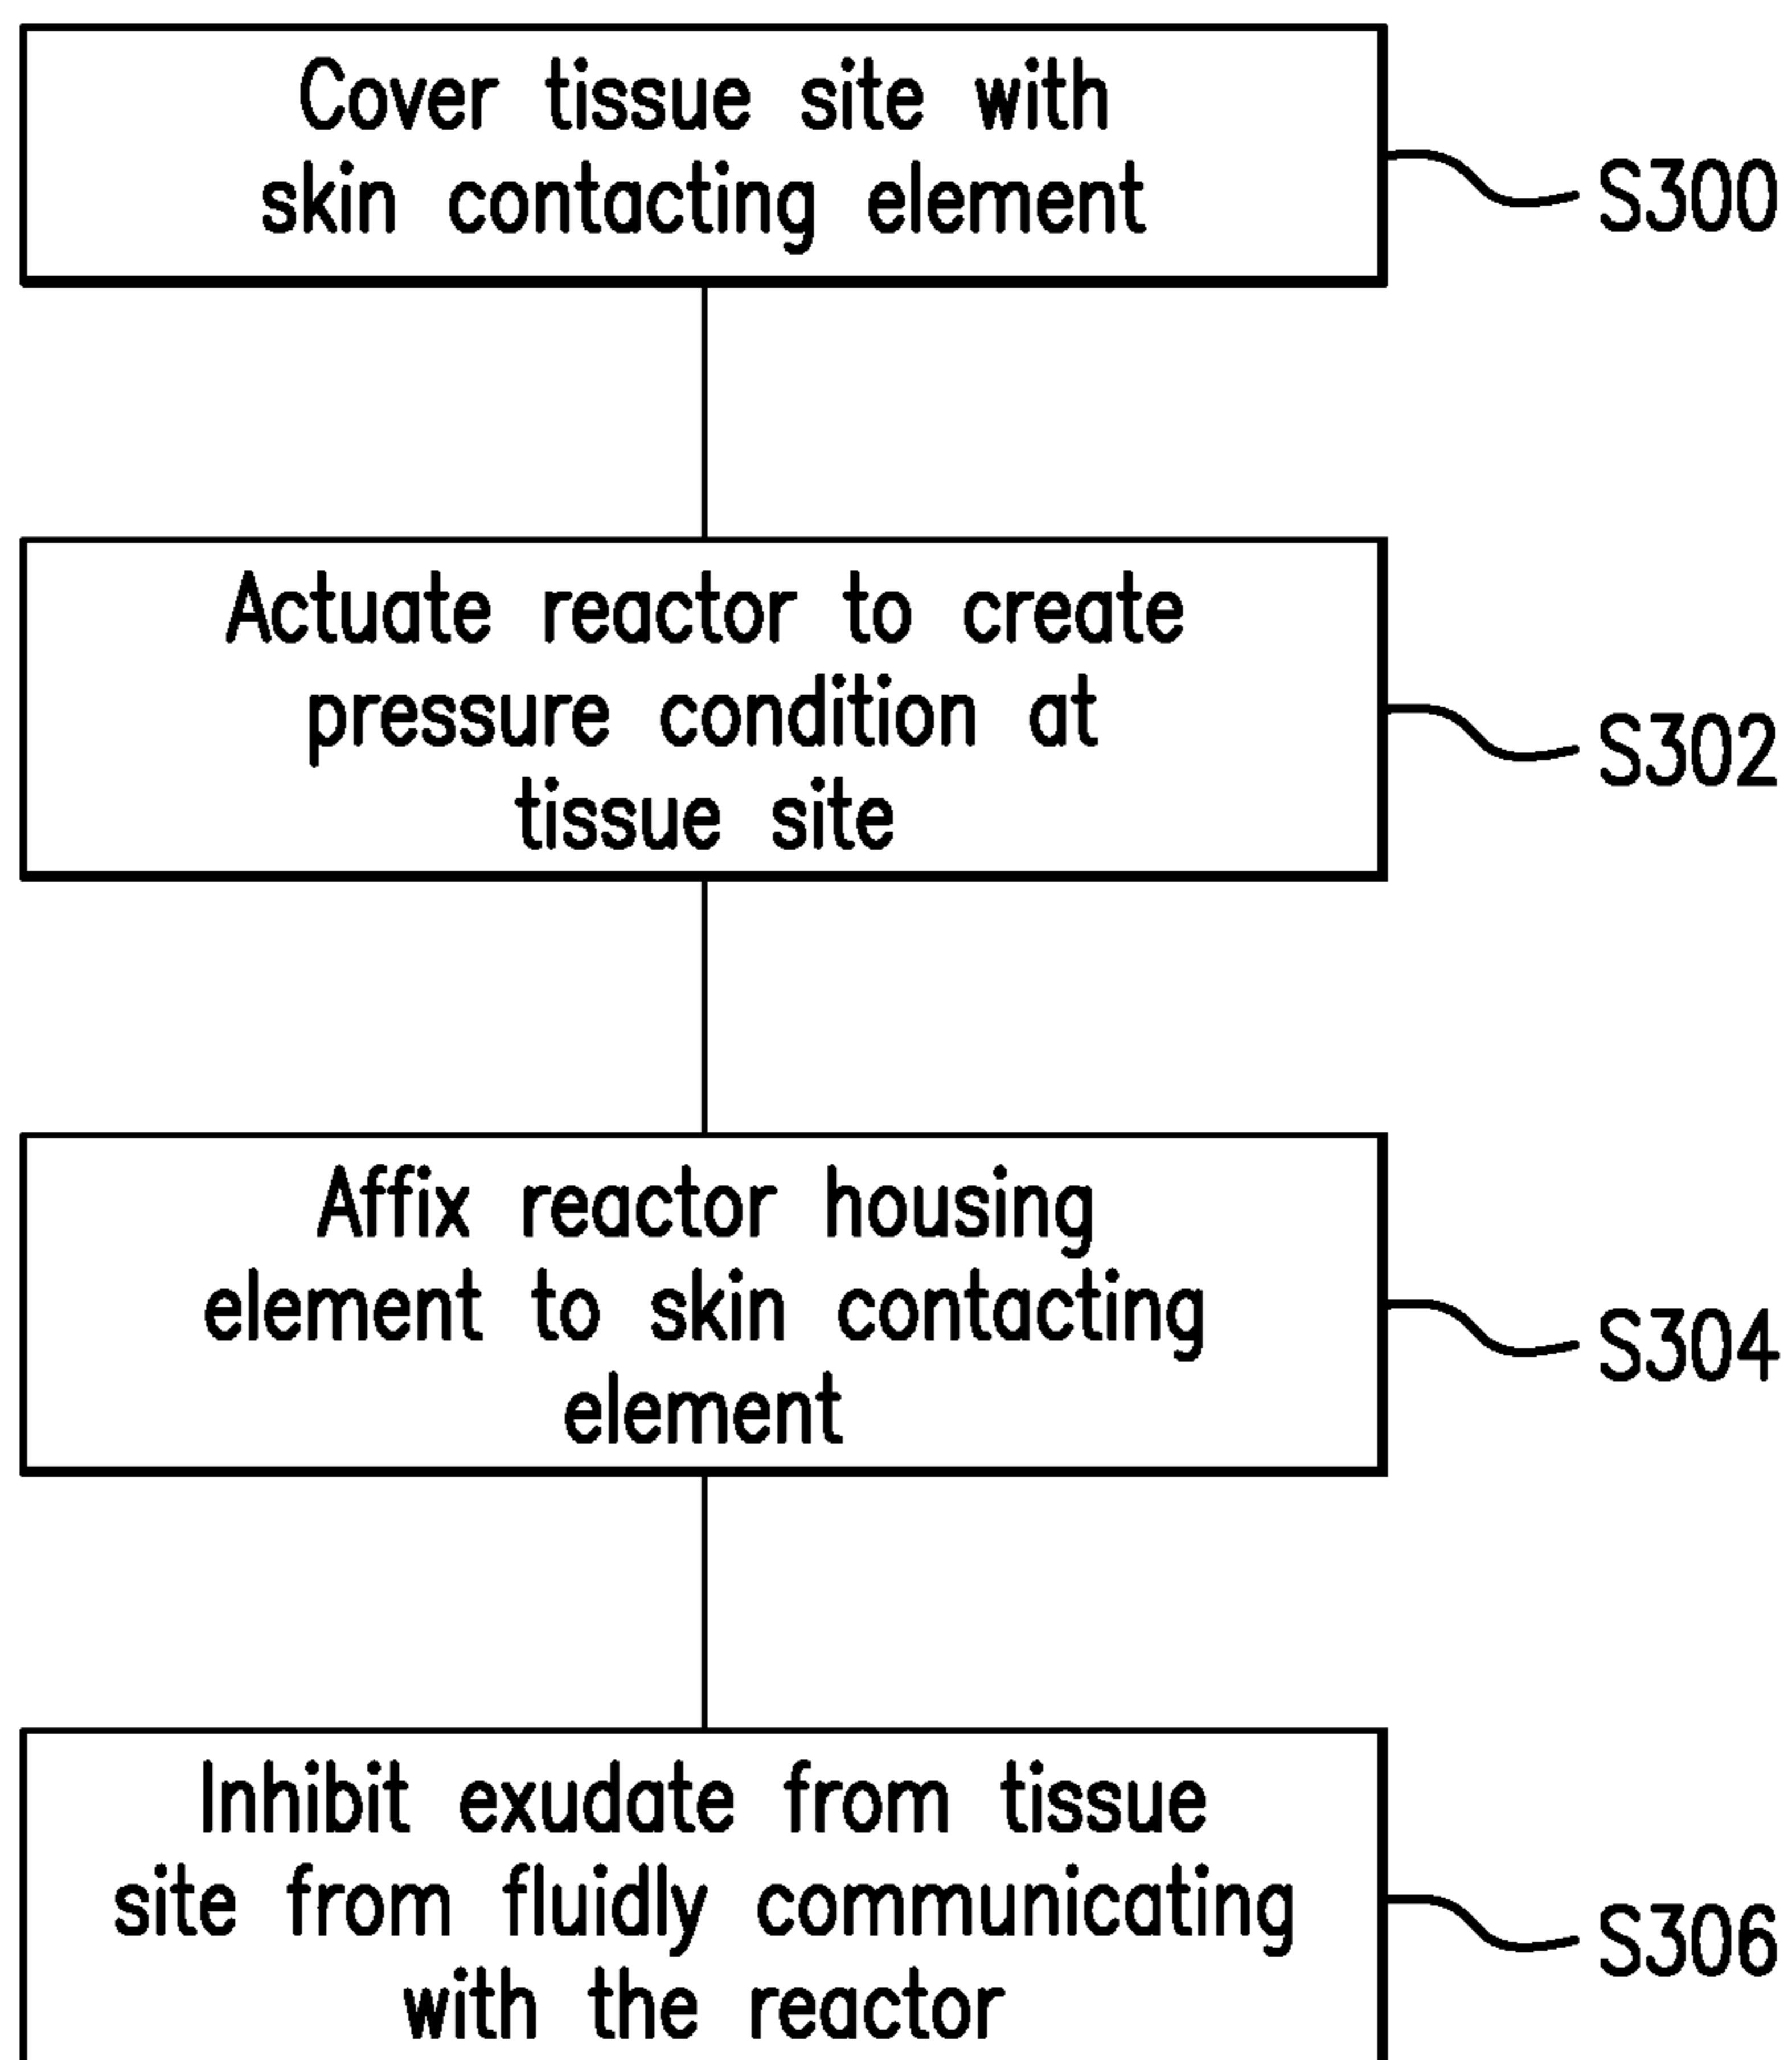 Cover tissue site with
skin contacting element
S300
Actuate reactor to create
pressure condition at
tissue site
S302
Affix reactor housing
element to skin contacting
element
S304
Inhibit exudate from tissue
site from fluidly communicating
with the reactor
S306